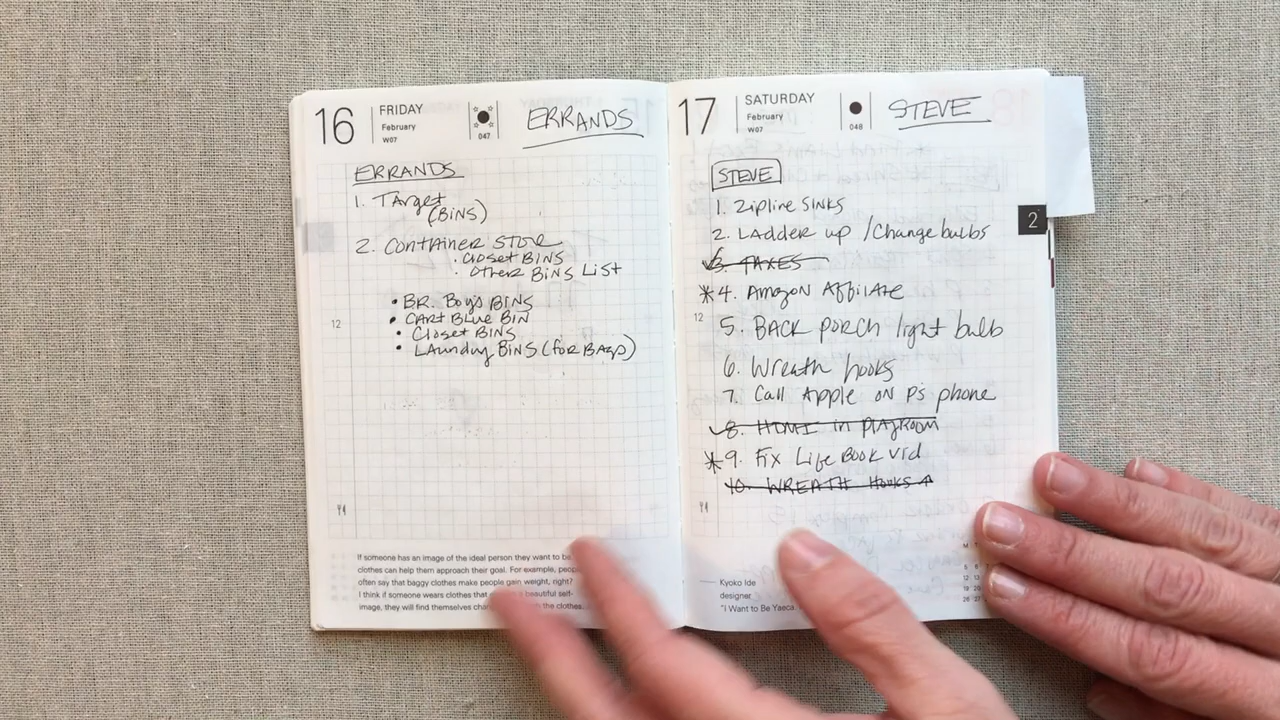 16
FRIDAY
February
W07
047
ERRANDS
ERRANDS
1. TArget
(BiNS)
2. CONTAiNER STORE
· CloSET BINS
· OTHER BiNS LiST
• BR. Boys BINS
• CART BLUE BIN
12
• Closet BINS
• LAundry BiNS (for BAgs)
If someone has an image of the ideal person they want to be
clothes can help them approach their goal. For example,
often say that baggy clothes make people gain weight, right?
I think if someone wears clothes that a beautiful self-
image, they will find themselves the clothes.
17
SATURDAY
February
W07
048
STEVE
2
STEVE
1. Zipline SINKS
2. LAdder up / Change bulbs
3. TAXES
*4. AmAzoN Affiliate
12
5. BACK porch light bulb
6. Wreath hooks
7. Call Apple oN P's phone
8. HDMI in PlAyroom
*9. Fix Life Book vid
10. WREATH Hooks
Kyoko Ide
designer
"I Want to Be Yaeca